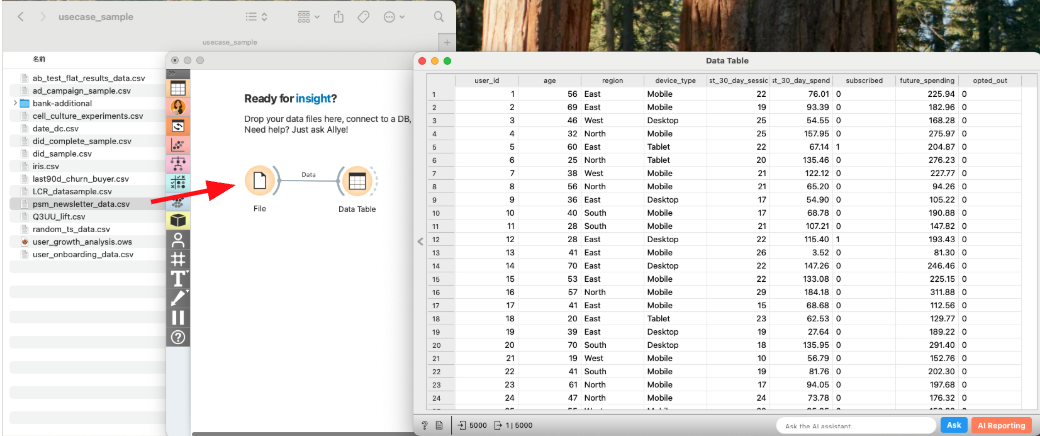 usecase_sample
usecase_sample
名前
ab_test_flat_results_data.csv
ad_campaign_sample.csv
bank-additional
cell_culture_experiments.csv
date_dc.csv
did_complete_sample.csv
did_sample.csv
iris.csv
last90d_churn_buyer.csv
LCR_datasample.csv
psm_newsletter_data.csv
Q3UU_lift.csv
random_ts_data.csv
user_growth_analysis.ows
user_onboarding_data.csv
Ready for insight?
Drop your data files here, connect to a DB,
Need help? Just ask Allye!
Data
File
Data Table
Data Table
user_id age region device_type st_30_day_sessic st_30_day_spend subscribed future_spending opted_out
1 1 56 East Mobile 22 76.01 0 225.94 0
2 2 69 East Mobile 19 93.39 0 182.96 0
3 3 46 West Desktop 25 54.55 0 168.28 0
4 4 32 North Mobile 25 157.95 0 275.97 0
5 5 60 East Tablet 22 67.14 1 204.87 0
6 6 25 North Tablet 20 135.46 0 276.23 0
7 7 38 West Mobile 21 122.12 0 227.77 0
8 8 56 North Mobile 21 65.20 0 94.26 0
9 9 36 West Desktop 17 54.90 0 105.22 0
10 10 40 South Mobile 17 68.78 0 190.88 0
11 11 28 South Mobile 21 107.21 0 147.82 0
12 12 28 East Desktop 22 115.40 1 193.43 0
13 13 41 East Mobile 26 3.52 0 81.30 0
14 14 70 East Desktop 22 147.26 0 246.46 0
15 15 53 East Mobile 22 133.08 0 225.15 0
16 16 57 North Mobile 29 184.18 0 311.88 0
17 17 41 East Mobile 15 68.68 0 112.56 0
18 18 20 East Tablet 23 62.53 0 129.77 0
19 19 39 East Desktop 19 27.64 0 189.22 0
20 20 70 South Desktop 18 135.95 0 291.40 0
21 21 19 West Mobile 10 56.79 0 152.76 0
22 22 41 South Mobile 19 81.76 0 202.30 0
23 23 61 North Mobile 17 94.05 0 197.68 0
24 24 47 North Mobile 24 73.78 0 176.32 0
5000 1 | 5000
Ask the AI assistant
Ask
AI Reporting